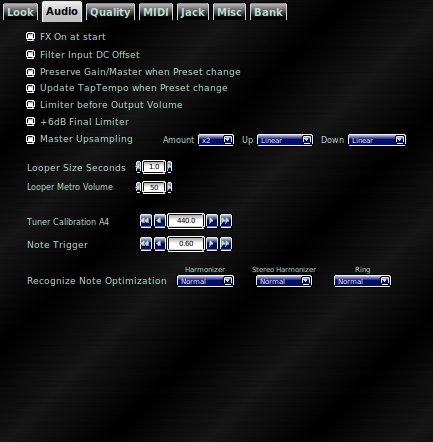 Look Audio Quality MIDI Jack Misc Bank
FX On at start
Filter Input DC Offset
Preserve Gain/Master when Preset change
Update TapTempo when Preset change
Limiter before Output Volume
+6dB Final Limiter
Master Upsampling Amount x2 Up Linear Down Linear
Looper Size Seconds 1.0
Looper Metro Volume 50
Tuner Calibration A4 440.0
Note Trigger 0.60
Harmonizer Stereo Harmonizer Ring
Recognize Note Optimization Normal Normal Normal